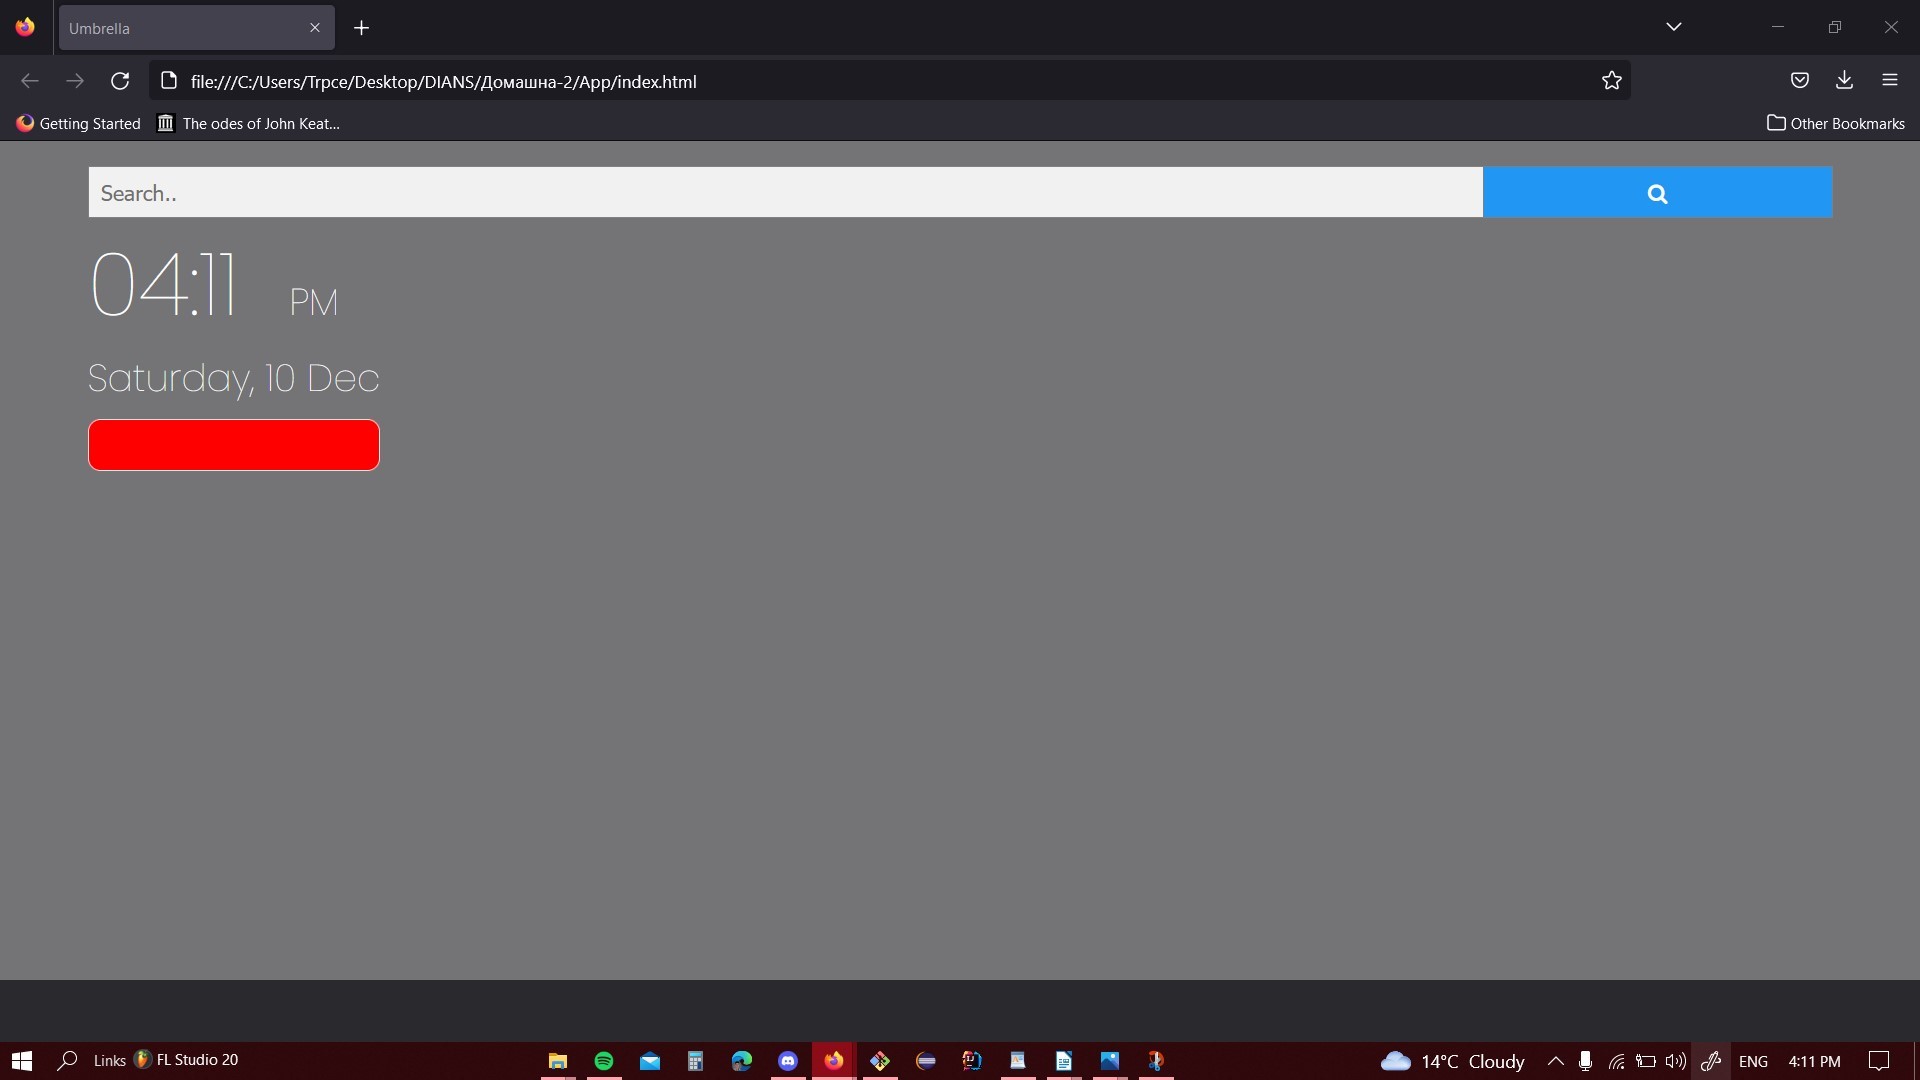 Umbrella
file:///C:/Users/Trpce/Desktop/DIANS/Домашна-2/App/index.html
Getting Started The odes of John Keat... Other Bookmarks
Search..
04:11 PM
Saturday, 10 Dec
Links FL Studio 20 14°C Cloudy ENG 4:11 PM